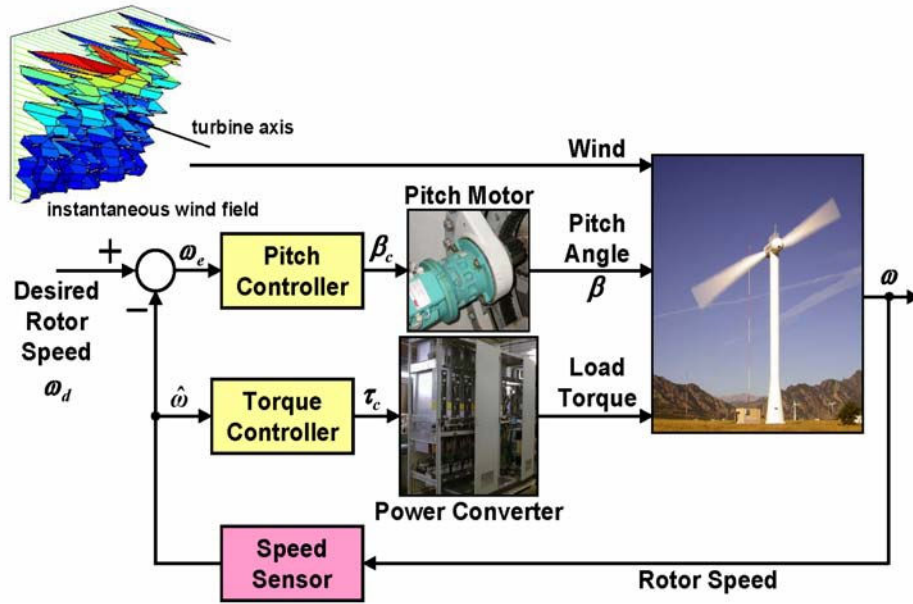 turbine axis
instantaneous wind field
Wind
Pitch Motor
+
ω_e
Pitch
Controller
β_c
Pitch
Angle
β
−
Desired
Rotor
Speed
ω_d
ω
ω̂
Torque
Controller
τ_c
Load
Torque
Power Converter
Speed
Sensor
Rotor Speed